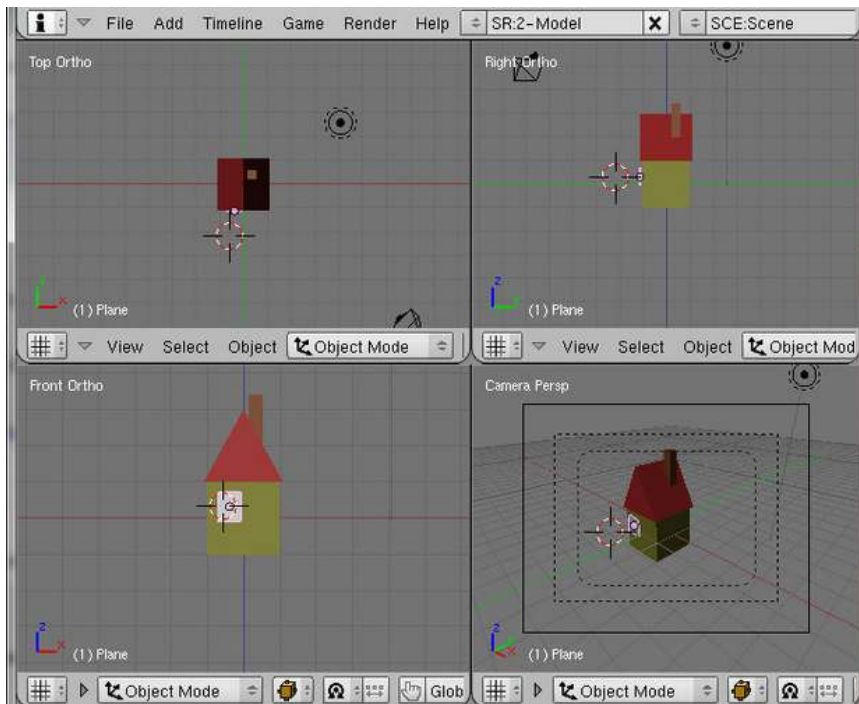 File Add Timeline Game Render Help SR:2-Model SCE:Scene
Top Ortho
Right Ortho
(1) Plane
(1) Plane
View Select Object Object Mode
View Select Object Object Mod
Front Ortho
Camera Persp
(1) Plane
(1) Plane
Object Mode Glob
Object Mode